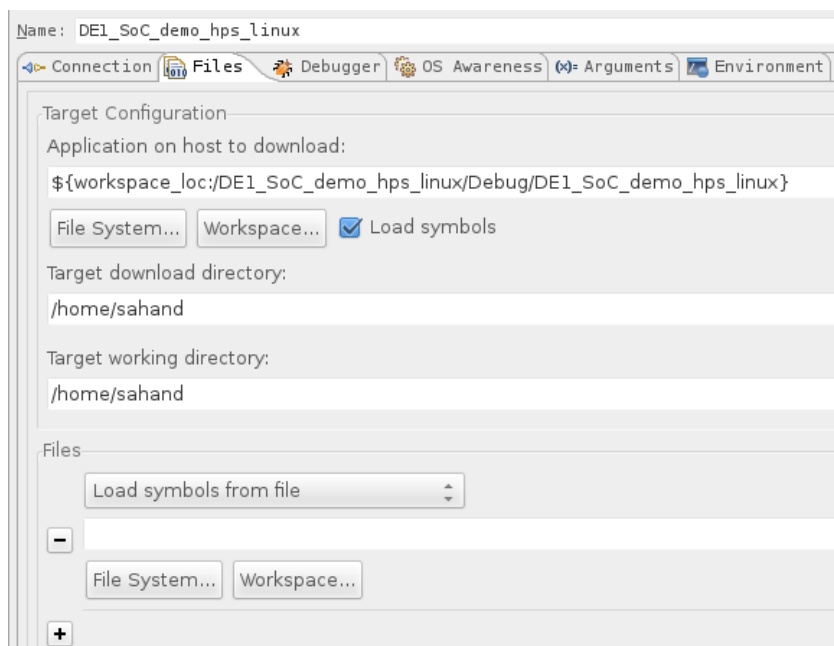 Name: DE1_SoC_demo_hps_linux
Connection Files Debugger OS Awareness (x)= Arguments Environment
Target Configuration
Application on host to download:
${workspace_loc:/DE1_SoC_demo_hps_linux/Debug/DE1_SoC_demo_hps_linux}
File System... Workspace... Load symbols
Target download directory:
/home/sahand
Target working directory:
/home/sahand
Files
Load symbols from file
File System... Workspace...